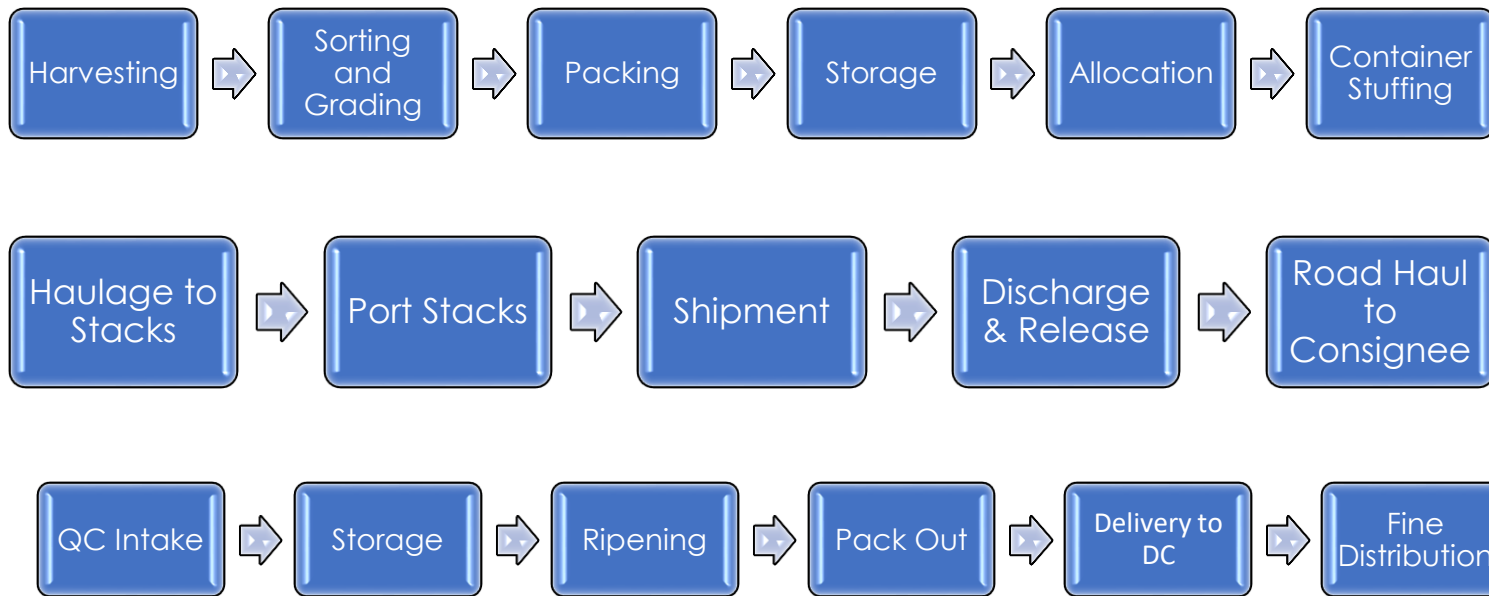 Harvesting
Sorting
and
Grading
Packing
Storage
Allocation
Container
Stuffing
Haulage to
Stacks
Port Stacks
Shipment
Discharge
& Release
Road Haul
to
Consignee
QC Intake
Storage
Ripening
Pack Out
Delivery to
DC
Fine
Distribution